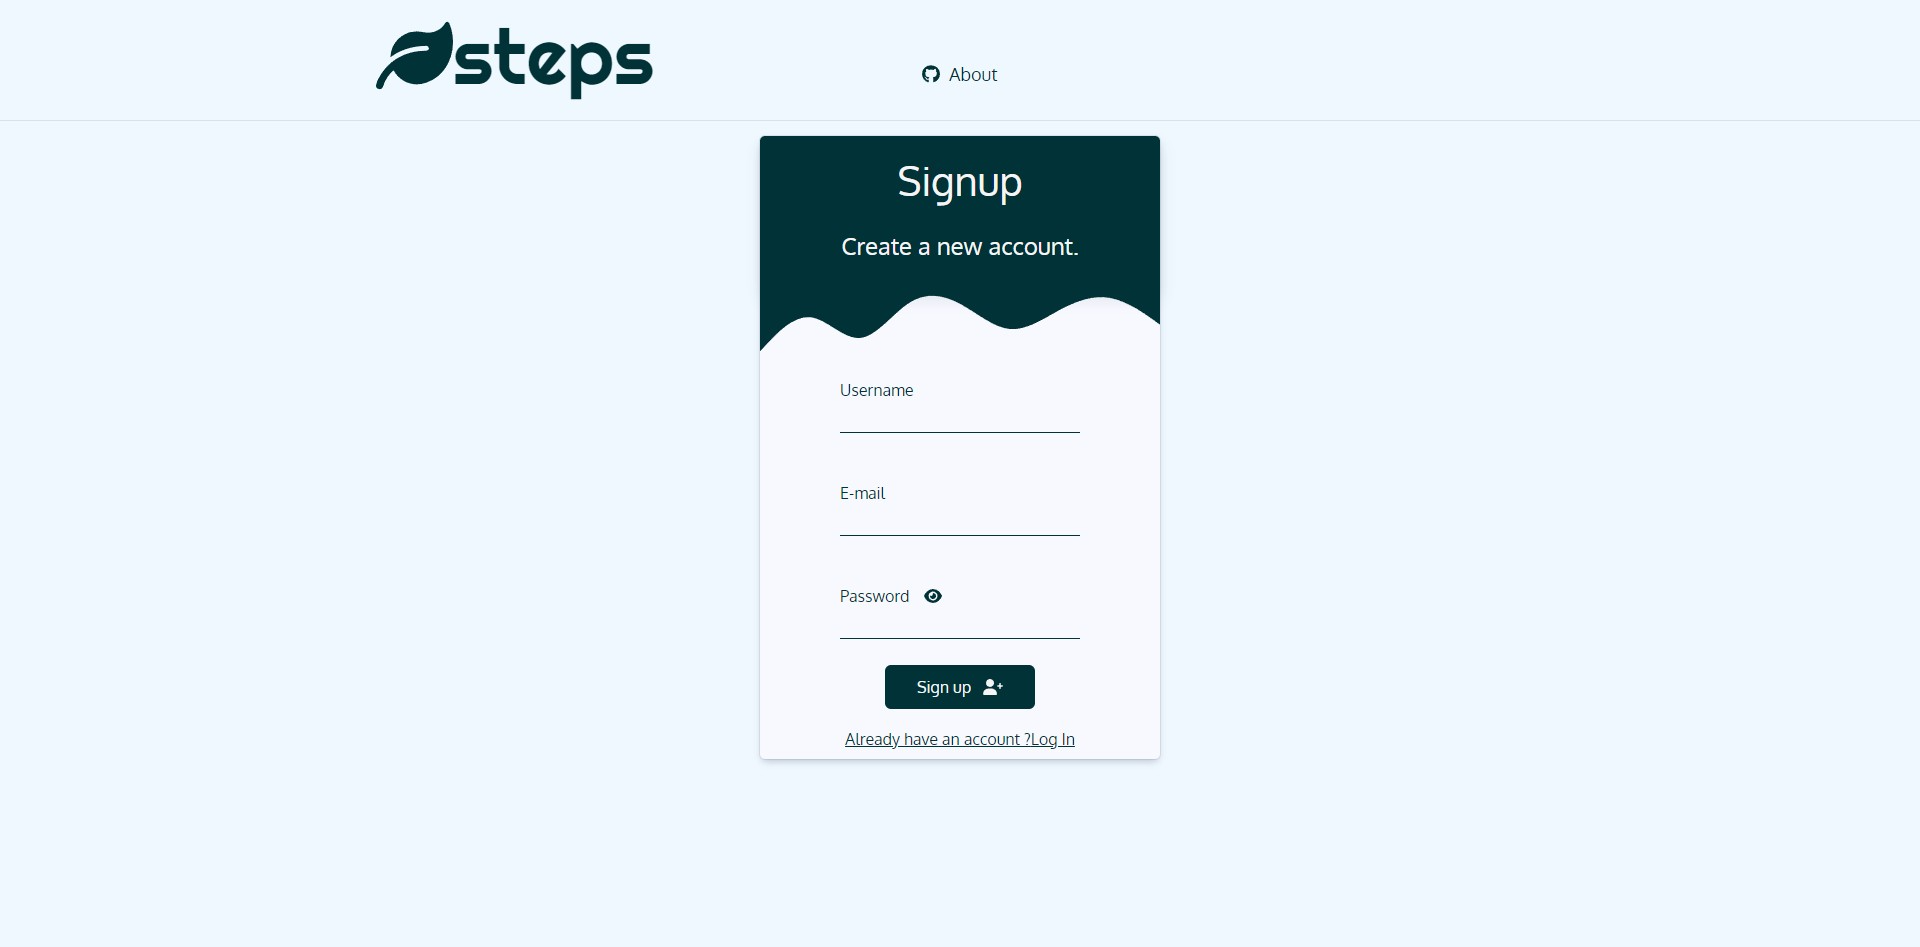 steps
About
Signup
Create a new account.
Username
E-mail
Password
Sign up
Already have an account ?Log In